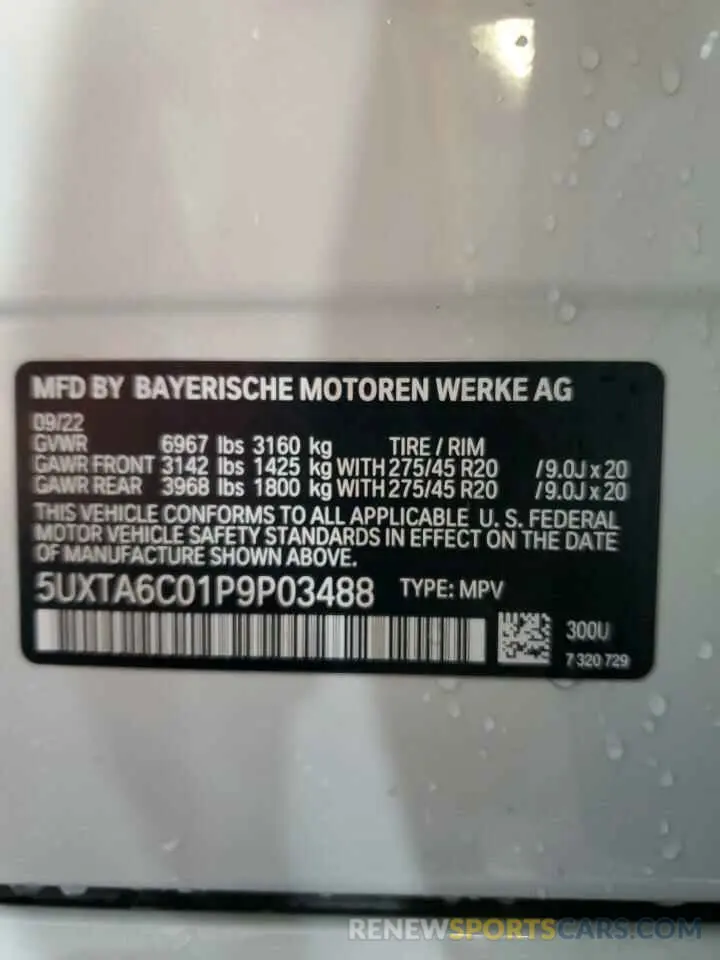 MFD BY BAYERISCHE MOTOREN WERKE AG
09/22
GVWR 6967 lbs 3160 kg TIRE / RIM
GAWR FRONT 3142 lbs 1425 kg WITH 275/45 R20 /9.0J x 20
GAWR REAR 3968 lbs 1800 kg WITH 275/45 R20 /9.0J x 20
THIS VEHICLE CONFORMS TO ALL APPLICABLE U. S. FEDERAL
MOTOR VEHICLE SAFETY STANDARDS IN EFFECT ON THE DATE
OF MANUFACTURE SHOWN ABOVE.
5UXTA6C01P9P03488 TYPE: MPV
300U
7 320 729
RENEWSPORTSCARS.COM